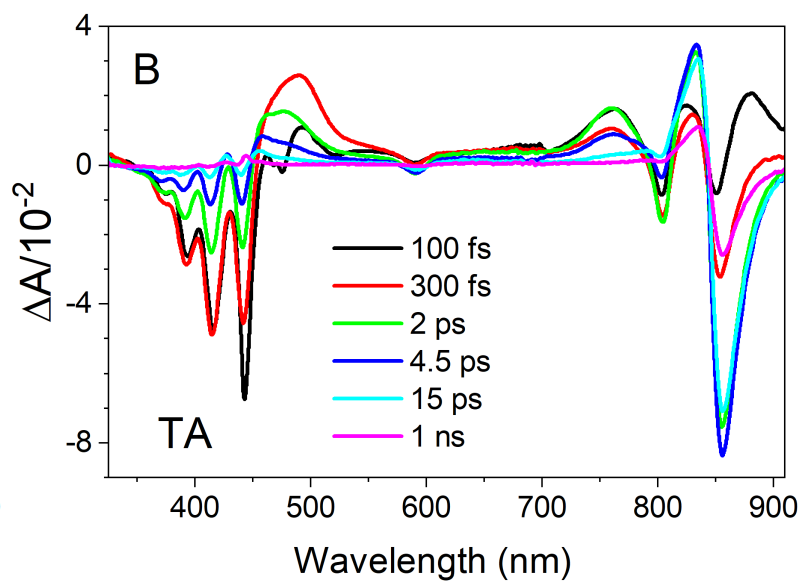 B
4
0
-4
-8
ΔA/10⁻²
100 fs
300 fs
2 ps
4.5 ps
15 ps
1 ns
TA
400 500 600 700 800 900
Wavelength (nm)